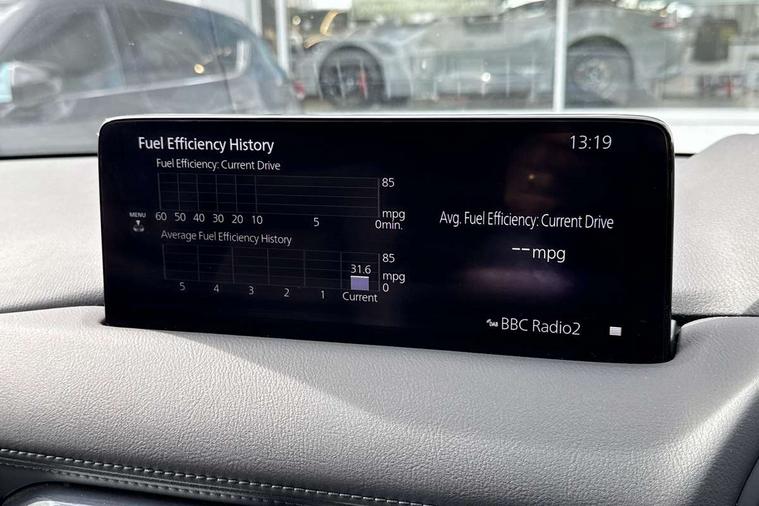 Fuel Efficiency History
13:19
Fuel Efficiency: Current Drive
85
mpg
60 50 40 30 20 10 5 0min.
MENU
Average Fuel Efficiency History
85
mpg
0
31.6
5 4 3 2 1 Current
Avg. Fuel Efficiency: Current Drive
--mpg
DAB BBC Radio2